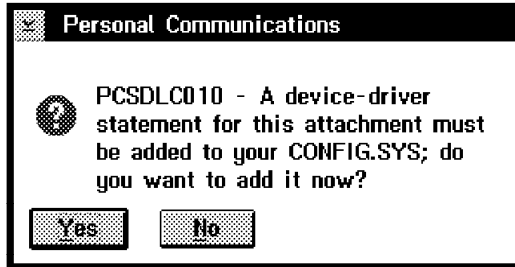 Personal Communications
PCSDLC010 - A device-driver
statement for this attachment must
be added to your CONFIG.SYS; do
you want to add it now?
Yes No